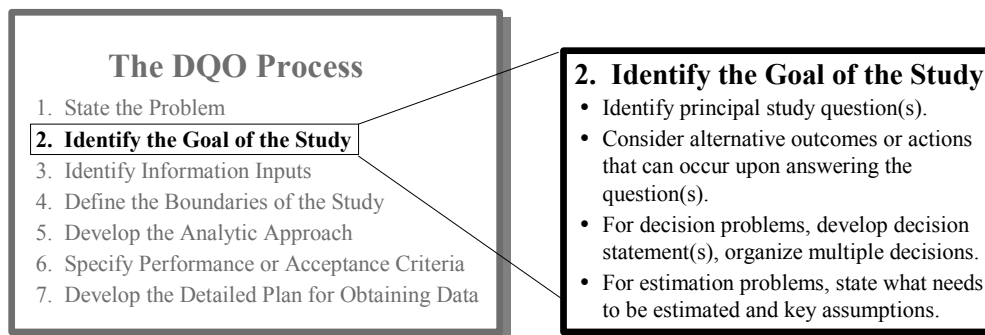 The DQO Process
1. State the Problem
2. Identify the Goal of the Study
3. Identify Information Inputs
4. Define the Boundaries of the Study
5. Develop the Analytic Approach
6. Specify Performance or Acceptance Criteria
7. Develop the Detailed Plan for Obtaining Data
2. Identify the Goal of the Study
• Identify principal study question(s).
• Consider alternative outcomes or actions
that can occur upon answering the
question(s).
• For decision problems, develop decision
statement(s), organize multiple decisions.
• For estimation problems, state what needs
to be estimated and key assumptions.